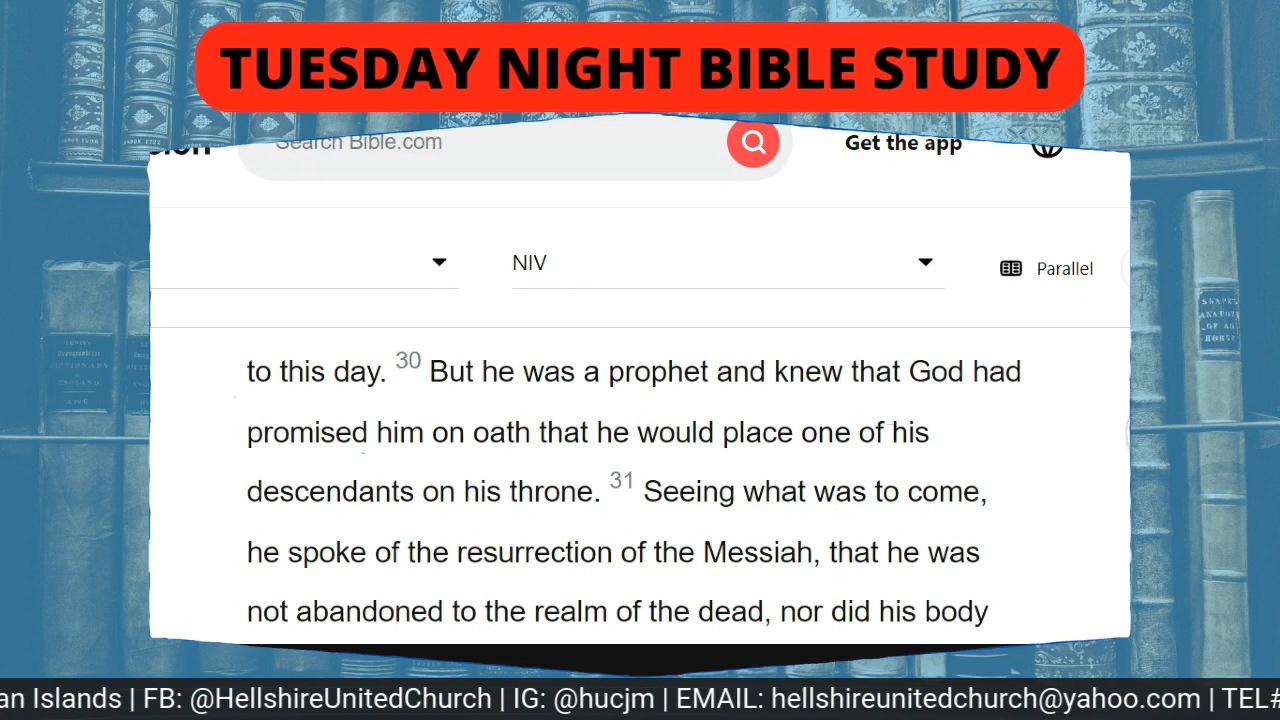 TUESDAY NIGHT BIBLE STUDY
Search Bible.com
Get the app
NIV
Parallel
to this day. 30 But he was a prophet and knew that God had
promised him on oath that he would place one of his
descendants on his throne. 31 Seeing what was to come,
he spoke of the resurrection of the Messiah, that he was
not abandoned to the realm of the dead, nor did his body
an Islands | FB: @HellshireUnitedChurch | IG: @hucjm | EMAIL: hellshireunitedchurch@yahoo.com | TEL#